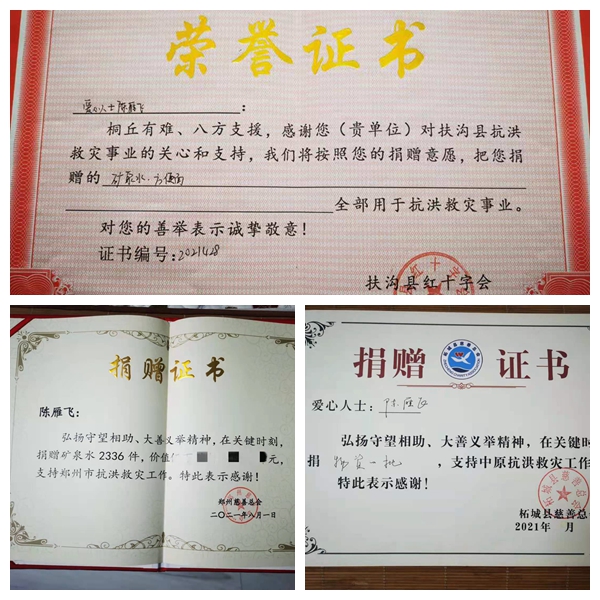 荣誉证书
爱心人士陈雁飞：
桐丘有难、八方支援，感谢您（贵单位）对扶沟县抗洪
救灾事业的关心和支持，我们将按照您的捐赠意愿，把您捐
赠的 矿泉水、方便面
全部用于抗洪救灾事业。
对您的善举表示诚挚敬意！
证书编号：2021428
扶沟县红十字会
捐赠证书
陈雁飞：
弘扬守望相助、大善义举精神，在关键时刻，
捐赠矿泉水 2336 件，价值 元，
支持郑州市抗洪救灾工作。特此表示感谢！
郑州慈善总会
二〇二一年八月一日
捐赠 证书
爱心人士：陈雁飞
弘扬守望相助、大善义举精神，在关键时
捐 物资一批 ，支持中原抗洪救灾工作
特此表示感谢！
柘城县慈善总
2021年 月